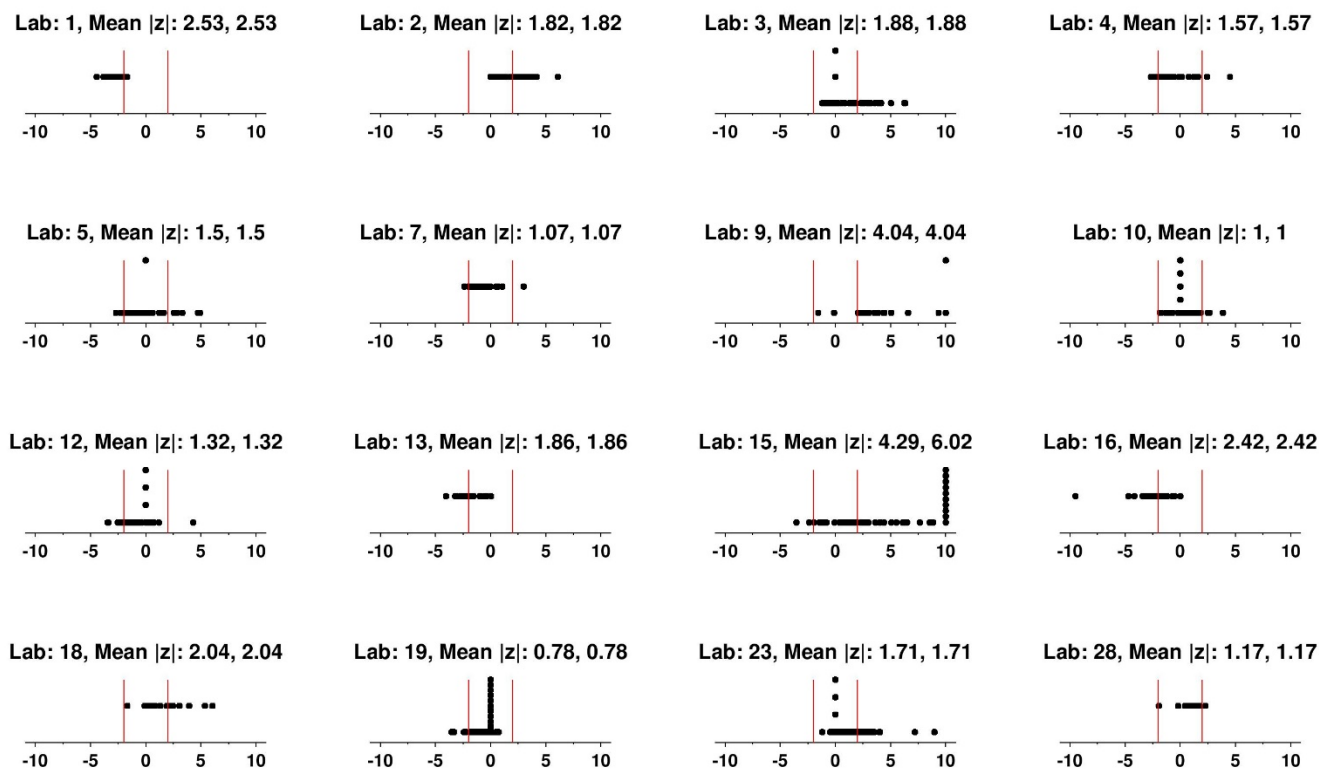 Lab: 1, Mean |z|: 2.53, 2.53
Lab: 2, Mean |z|: 1.82, 1.82
Lab: 3, Mean |z|: 1.88, 1.88
Lab: 4, Mean |z|: 1.57, 1.57
-10 -5 0 5 10
-10 -5 0 5 10
-10 -5 0 5 10
-10 -5 0 5 10
Lab: 5, Mean |z|: 1.5, 1.5
Lab: 7, Mean |z|: 1.07, 1.07
Lab: 9, Mean |z|: 4.04, 4.04
Lab: 10, Mean |z|: 1, 1
-10 -5 0 5 10
-10 -5 0 5 10
-10 -5 0 5 10
-10 -5 0 5 10
Lab: 12, Mean |z|: 1.32, 1.32
Lab: 13, Mean |z|: 1.86, 1.86
Lab: 15, Mean |z|: 4.29, 6.02
Lab: 16, Mean |z|: 2.42, 2.42
-10 -5 0 5 10
-10 -5 0 5 10
-10 -5 0 5 10
-10 -5 0 5 10
Lab: 18, Mean |z|: 2.04, 2.04
Lab: 19, Mean |z|: 0.78, 0.78
Lab: 23, Mean |z|: 1.71, 1.71
Lab: 28, Mean |z|: 1.17, 1.17
-10 -5 0 5 10
-10 -5 0 5 10
-10 -5 0 5 10
-10 -5 0 5 10